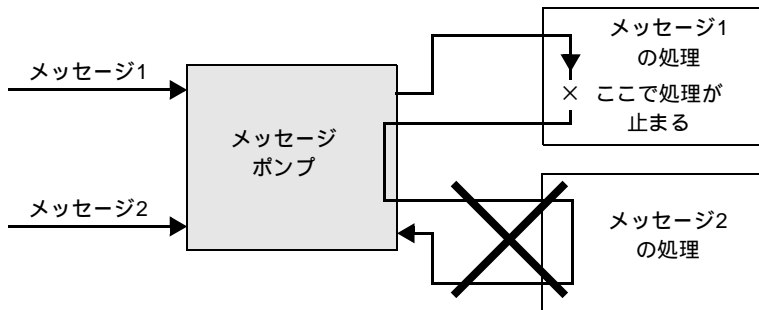 メッセージ1
の処理
メッセージ1
× ここで処理が
止まる
メッセージ
ポンプ
メッセージ2
メッセージ2
の処理